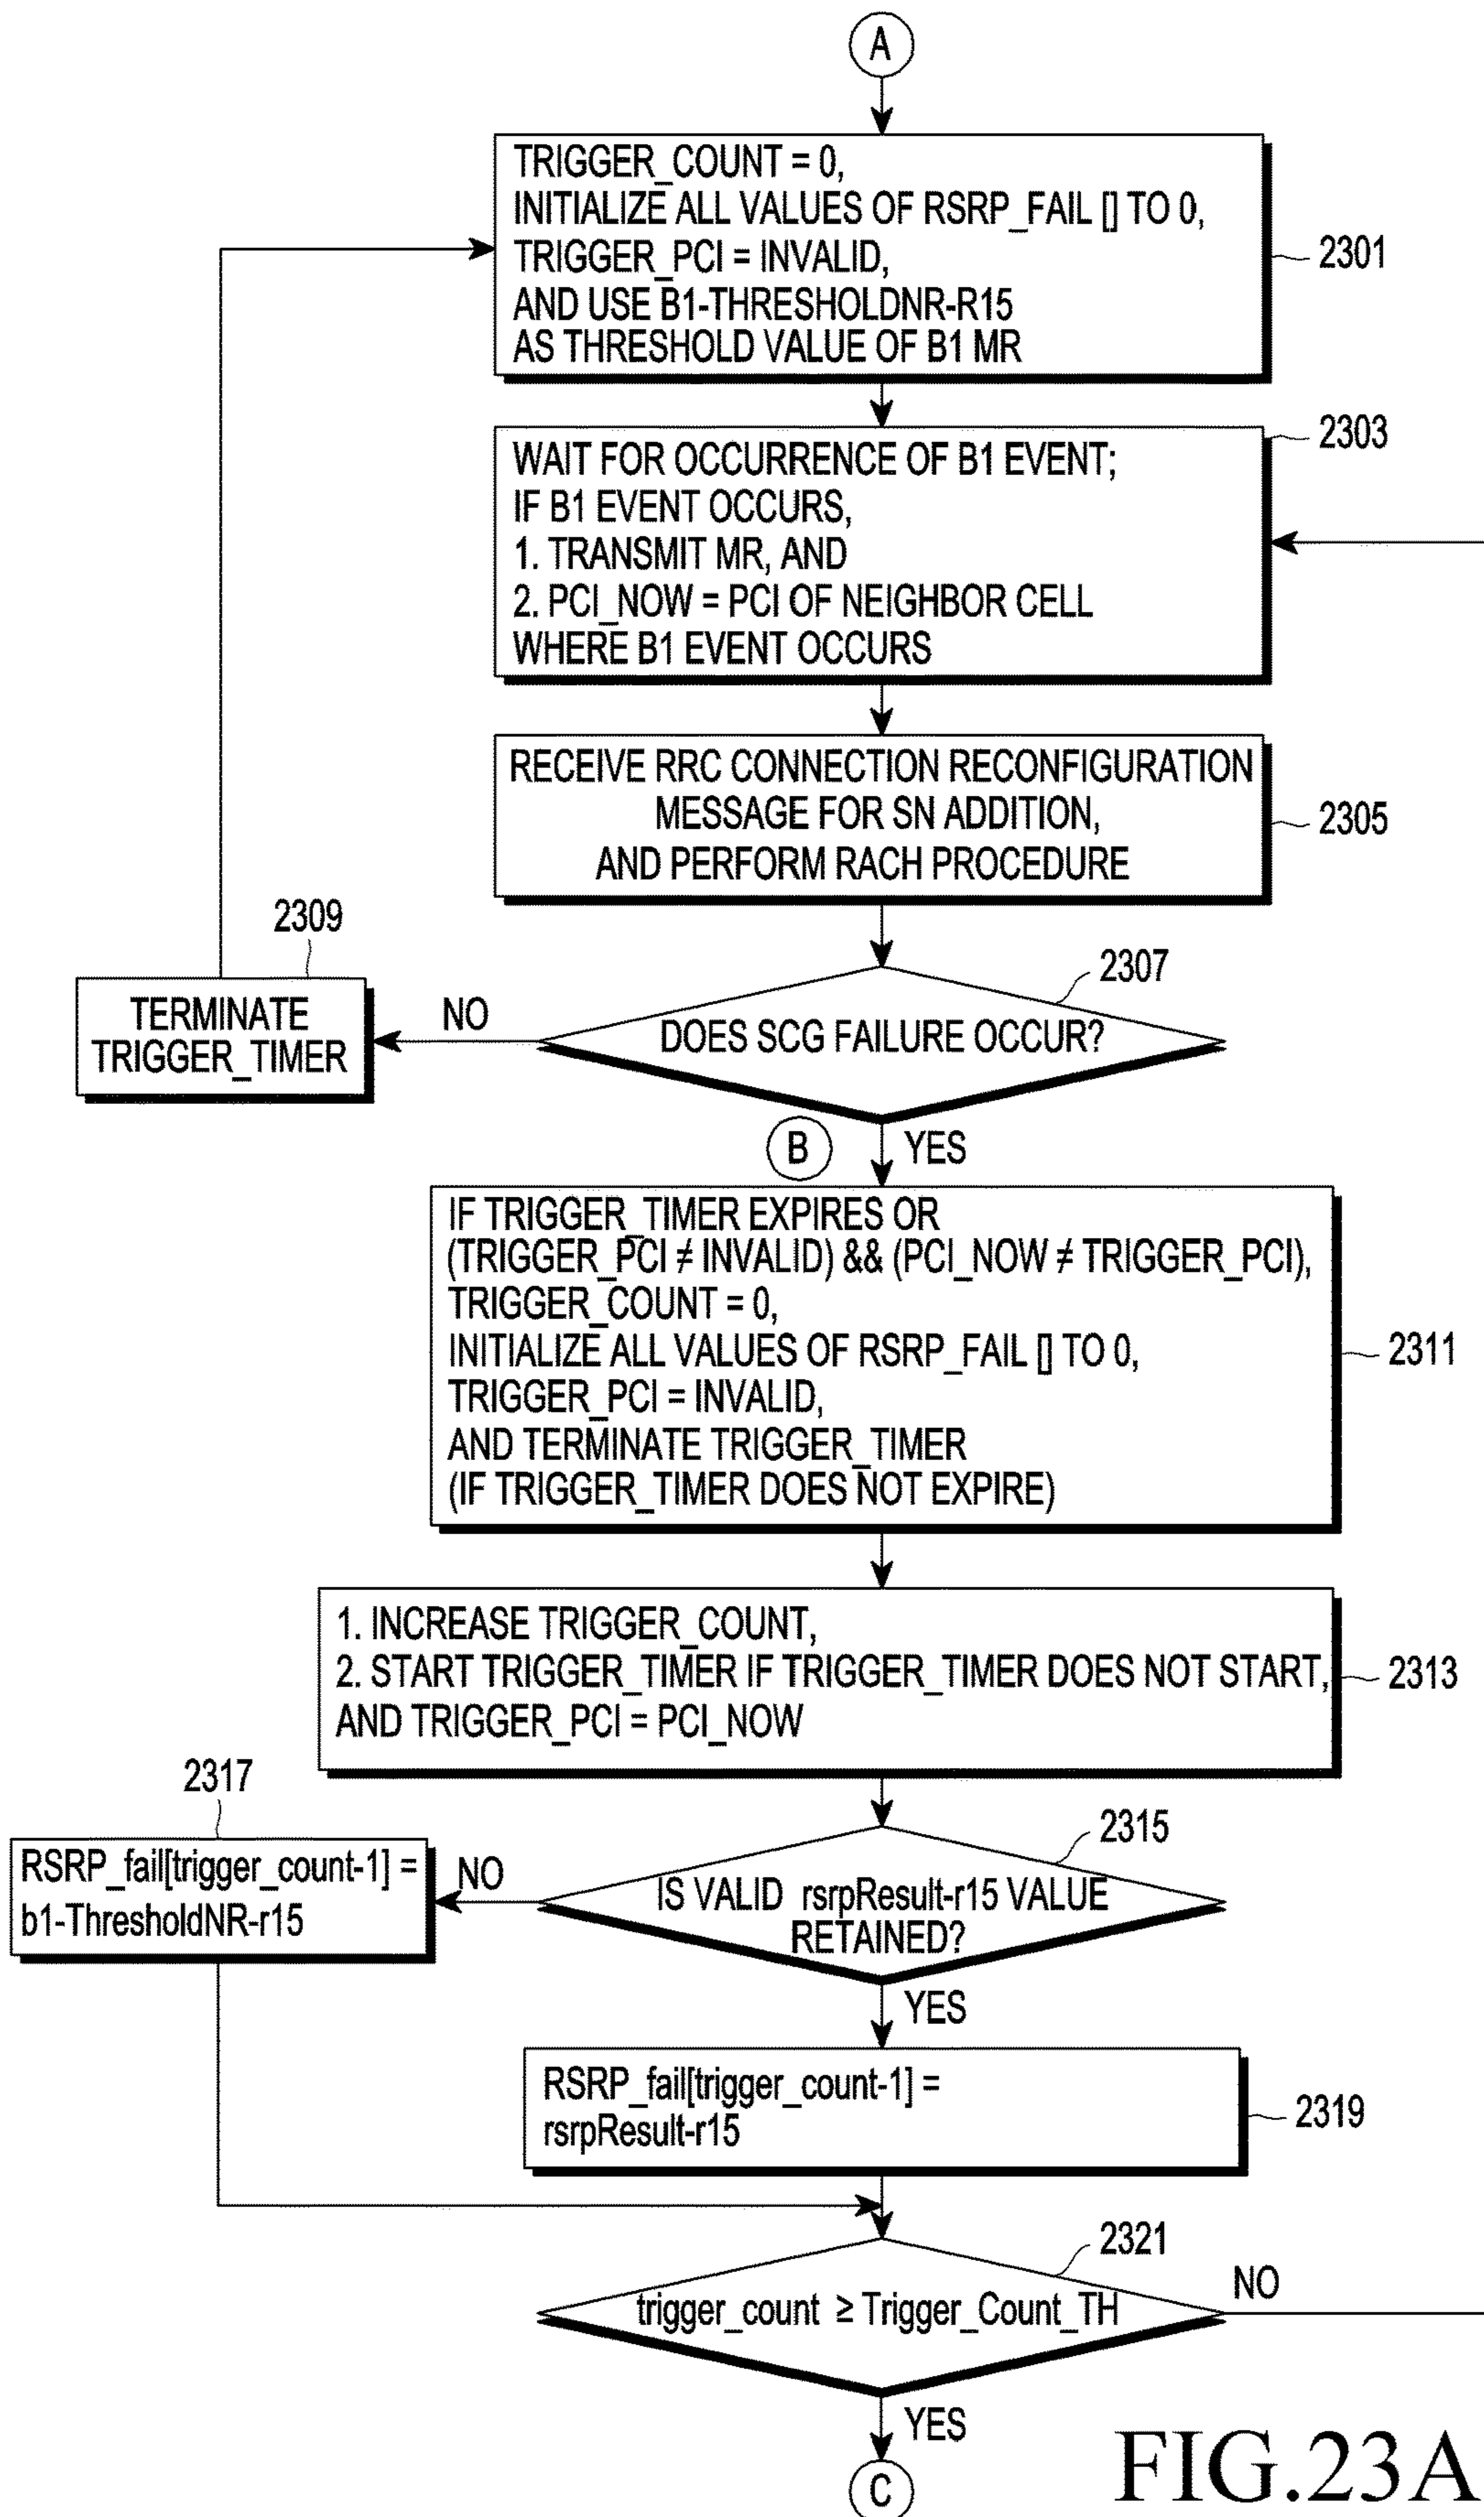 A
TRIGGER_COUNT = 0,
INITIALIZE ALL VALUES OF RSRP_FAIL [] TO 0,
TRIGGER_PCI = INVALID,
AND USE B1-THRESHOLDNR-R15
AS THRESHOLD VALUE OF B1 MR
2301
WAIT FOR OCCURRENCE OF B1 EVENT;
IF B1 EVENT OCCURS,
1. TRANSMIT MR, AND
2. PCI_NOW = PCI OF NEIGHBOR CELL
WHERE B1 EVENT OCCURS
2303
RECEIVE RRC CONNECTION RECONFIGURATION
MESSAGE FOR SN ADDITION,
AND PERFORM RACH PROCEDURE
2305
2309
TERMINATE
TRIGGER_TIMER
NO
2307
DOES SCG FAILURE OCCUR?
B
YES
IF TRIGGER_TIMER EXPIRES OR
(TRIGGER_PCI ≠ INVALID) && (PCI_NOW ≠ TRIGGER_PCI),
TRIGGER_COUNT = 0,
INITIALIZE ALL VALUES OF RSRP_FAIL [] TO 0,
TRIGGER_PCI = INVALID,
AND TERMINATE TRIGGER_TIMER
(IF TRIGGER_TIMER DOES NOT EXPIRE)
2311
1. INCREASE TRIGGER_COUNT,
2. START TRIGGER_TIMER IF TRIGGER_TIMER DOES NOT START,
AND TRIGGER_PCI = PCI_NOW
2313
2317
RSRP_fail[trigger_count-1] =
b1-ThresholdNR-r15
NO
2315
IS VALID rsrpResult-r15 VALUE
RETAINED?
YES
RSRP_fail[trigger_count-1] =
rsrpResult-r15
2319
2321
trigger_count ≥ Trigger_Count_TH
NO
YES
C
FIG.23A